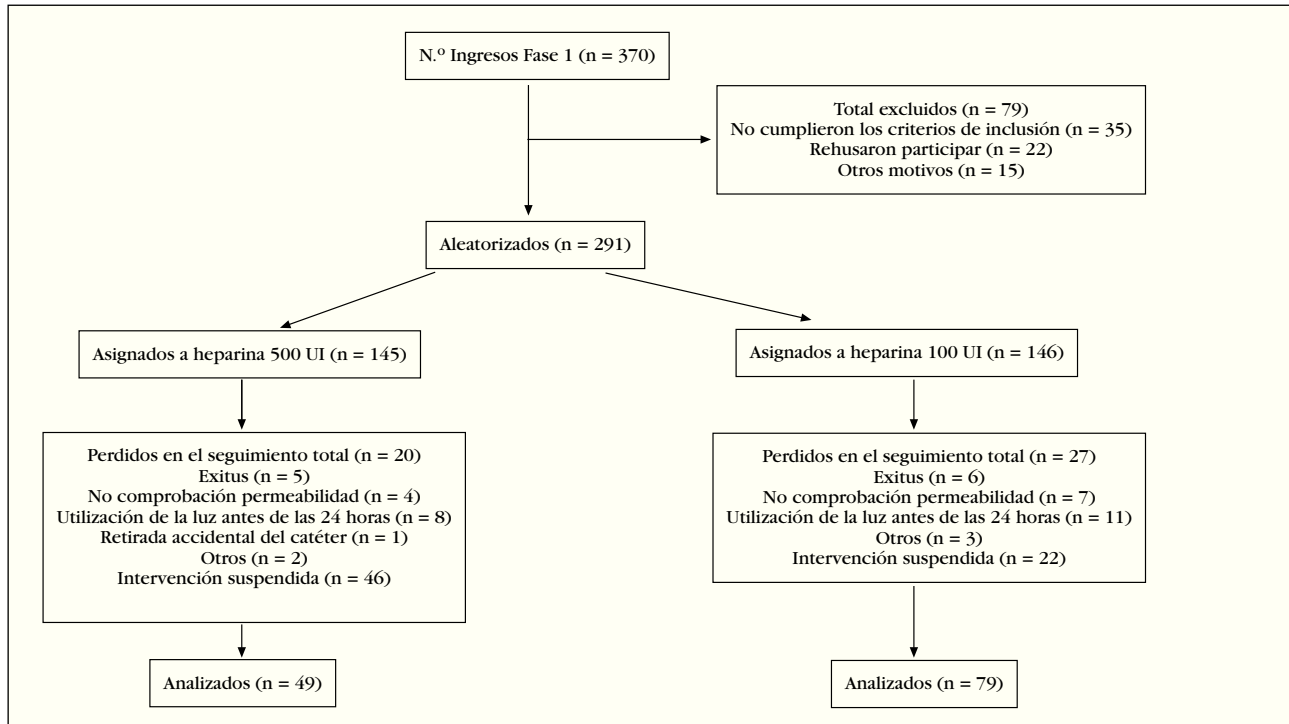 N.º Ingresos Fase 1 (n = 370)
Total excluidos (n = 79)
No cumplieron los criterios de inclusión (n = 35)
Rehusaron participar (n = 22)
Otros motivos (n = 15)
Aleatorizados (n = 291)
Asignados a heparina 500 UI (n = 145)
Asignados a heparina 100 UI (n = 146)
Perdidos en el seguimiento total (n = 20)
Exitus (n = 5)
No comprobación permeabilidad (n = 4)
Utilización de la luz antes de las 24 horas (n = 8)
Retirada accidental del catéter (n = 1)
Otros (n = 2)
Intervención suspendida (n = 46)
Perdidos en el seguimiento total (n = 27)
Exitus (n = 6)
No comprobación permeabilidad (n = 7)
Utilización de la luz antes de las 24 horas (n = 11)
Otros (n = 3)
Intervención suspendida (n = 22)
Analizados (n = 49)
Analizados (n = 79)